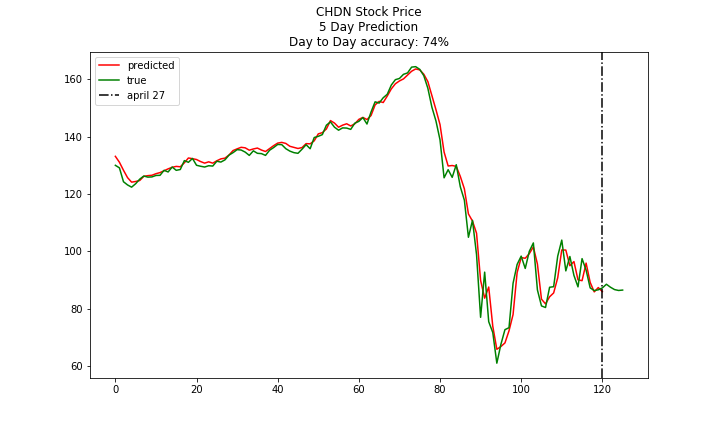 CHDN Stock Price
5 Day Prediction
Day to Day accuracy: 74%
predicted
true
april 27
160
140
120
100
80
60
0
20
40
60
80
100
120